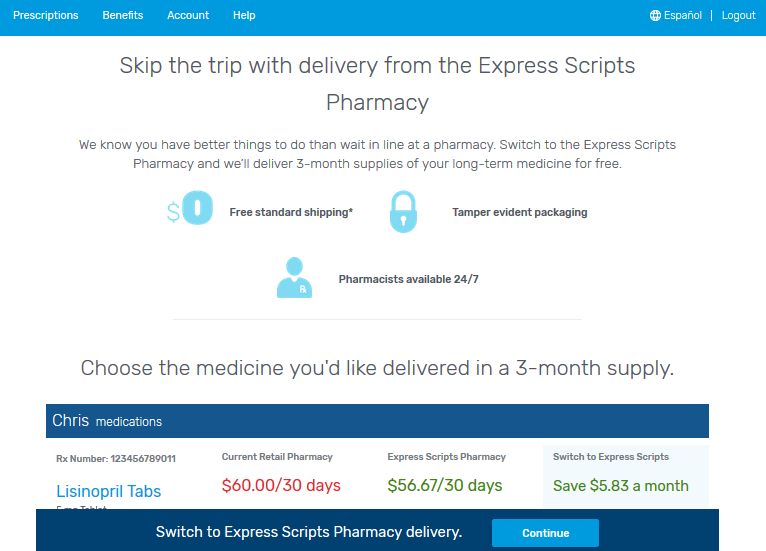 Prescriptions Benefits Account Help Español | Logout
Skip the trip with delivery from the Express Scripts
Pharmacy
We know you have better things to do than wait in line at a pharmacy. Switch to the Express Scripts
Pharmacy and we'll deliver 3-month supplies of your long-term medicine for free.
$0 Free standard shipping*
Tamper evident packaging
Rx
Pharmacists available 24/7
Choose the medicine you'd like delivered in a 3-month supply.
Chris medications
Rx Number: 123456789011
Current Retail Pharmacy
Express Scripts Pharmacy
Switch to Express Scripts
Lisinopril Tabs
$60.00/30 days
$56.67/30 days
Save $5.83 a month
5 mg Tablet
Switch to Express Scripts Pharmacy delivery.
Continue